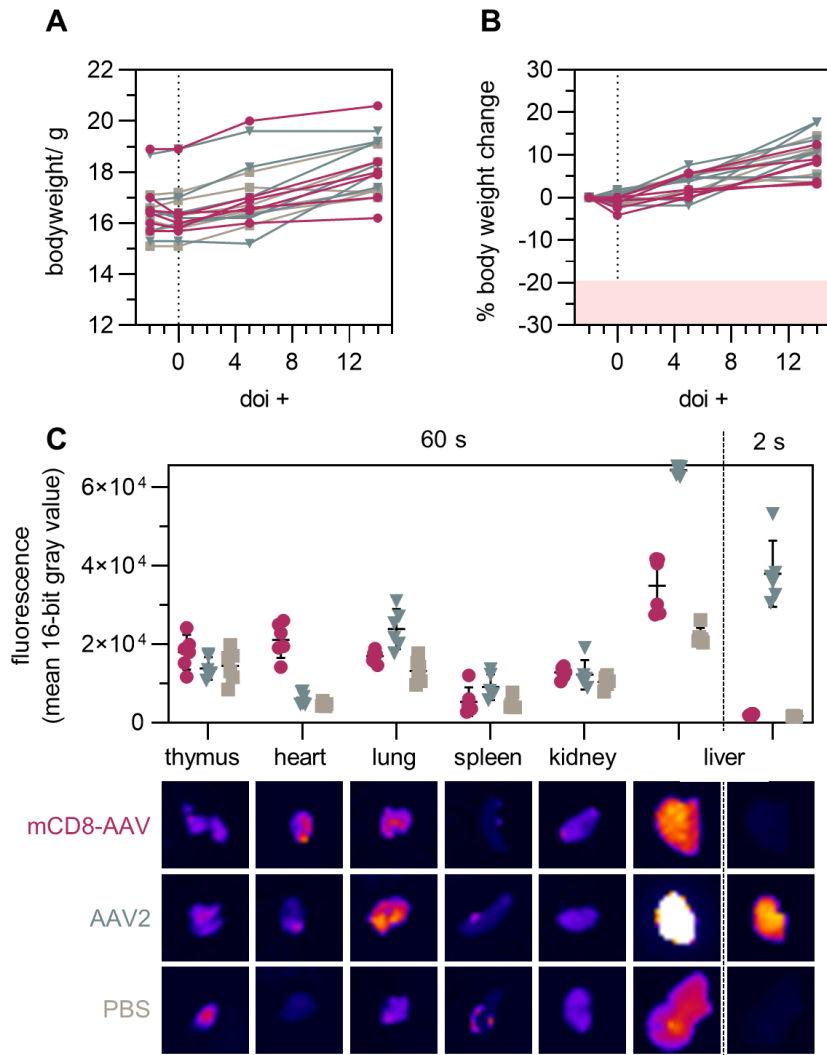 A
bodyweight/ g
22
20
18
16
14
12
0
4
8
12
doi +
B
% body weight change
30
20
10
0
-10
-20
-30
0
4
8
12
doi +
C
60 s
2 s
fluorescence
(mean 16-bit gray value)
6×10⁴
4×10⁴
2×10⁴
0
thymus heart lung spleen kidney liver
mCD8-AAV
AAV2
PBS